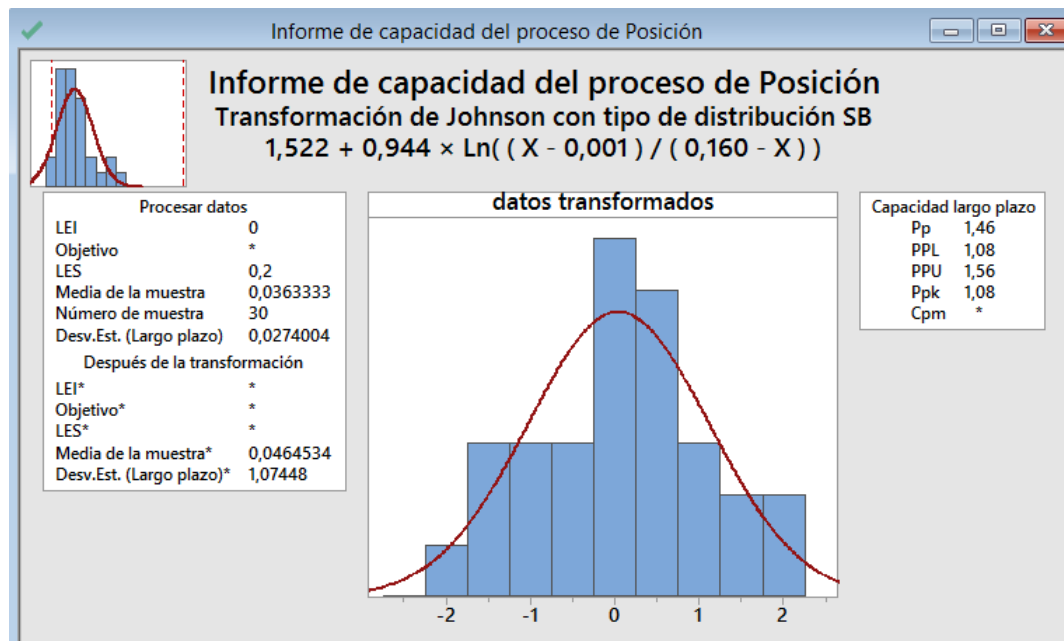 Informe de capacidad del proceso de Posición
Informe de capacidad del proceso de Posición
Transformación de Johnson con tipo de distribución SB
1,522 + 0,944 × Ln( ( X - 0,001 ) / ( 0,160 - X ) )
Procesar datos
LEI 0
Objetivo *
LES 0,2
Media de la muestra 0,0363333
Número de muestra 30
Desv.Est. (Largo plazo) 0,0274004
Después de la transformación
LEI* *
Objetivo* *
LES* *
Media de la muestra* 0,0464534
Desv.Est. (Largo plazo)* 1,07448
datos transformados
-2 -1 0 1 2
Capacidad largo plazo
Pp 1,46
PPL 1,08
PPU 1,56
Ppk 1,08
Cpm *